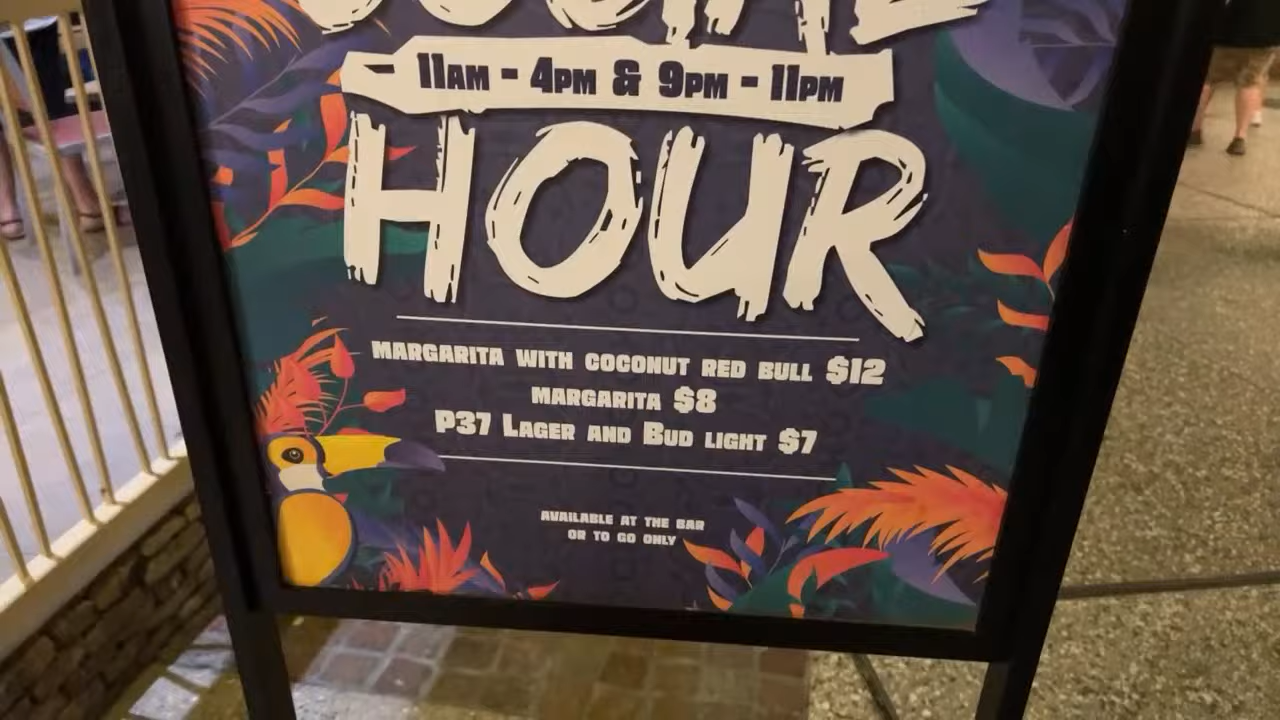 SOCIAL
11AM - 4PM & 9PM - 11PM
HOUR
MARGARITA WITH COCONUT RED BULL $12
MARGARITA $8
P37 LAGER AND BUD LIGHT $7
AVAILABLE AT THE BAR
OR TO GO ONLY